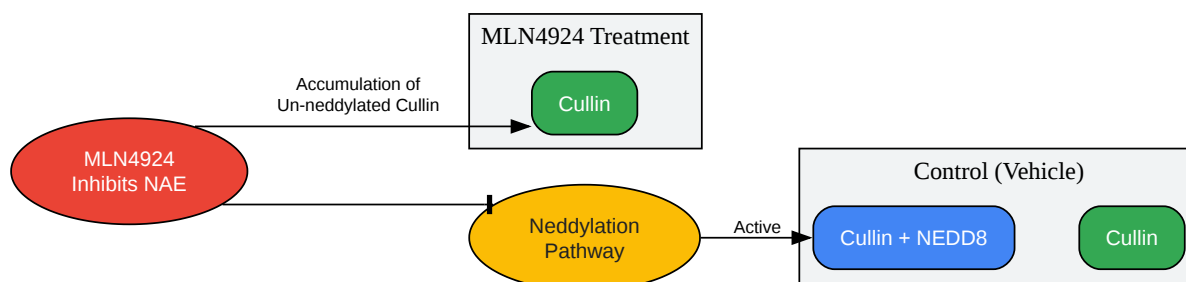 MLN4924 Treatment
Accumulation of
Un-neddylated Cullin
Cullin
MLN4924
Inhibits NAE
Control (Vehicle)
Neddylation
Pathway
Active
Cullin + NEDD8
Cullin